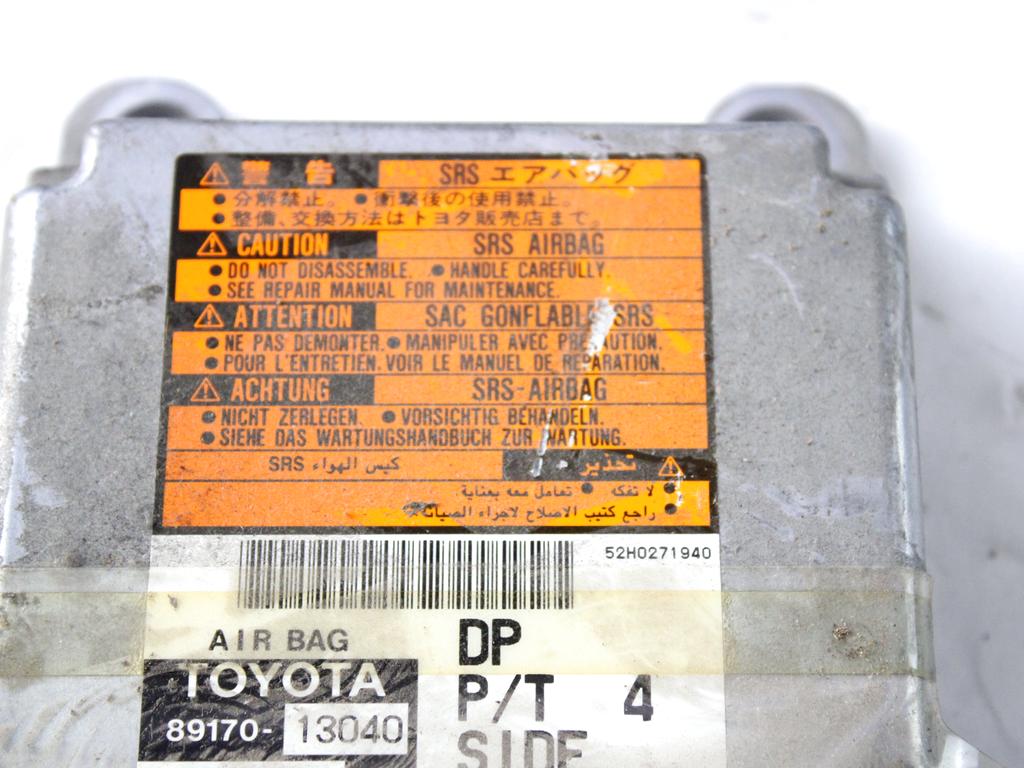 警告 SRS エアバッグ
●分解禁止。 ●衝撃後の使用禁止。
●整備、交換方法はトヨタ販売店まで。
CAUTION SRS AIRBAG
●DO NOT DISASSEMBLE. ●HANDLE CAREFULLY.
●SEE REPAIR MANUAL FOR MAINTENANCE.
ATTENTION SAC GONFLABLE SRS
●NE PAS DEMONTER. ●MANIPULER AVEC PRECAUTION.
●POUR L'ENTRETIEN. VOIR LE MANUEL DE REPARATION.
ACHTUNG SRS-AIRBAG
●NICHT ZERLEGEN. ●VORSICHTIG BEHANDELN.
●SIEHE DAS WARTUNGSHANDBUCH ZUR WARTUNG.
تحذير كيس الهواء SRS
●لا تفكه ●تعامل معه بعناية.
●راجع كتيب الاصلاح لاجراء الصيانة.
52H0271940
AIR BAG DP
TOYOTA P/T 4
89170-13040 SIDE